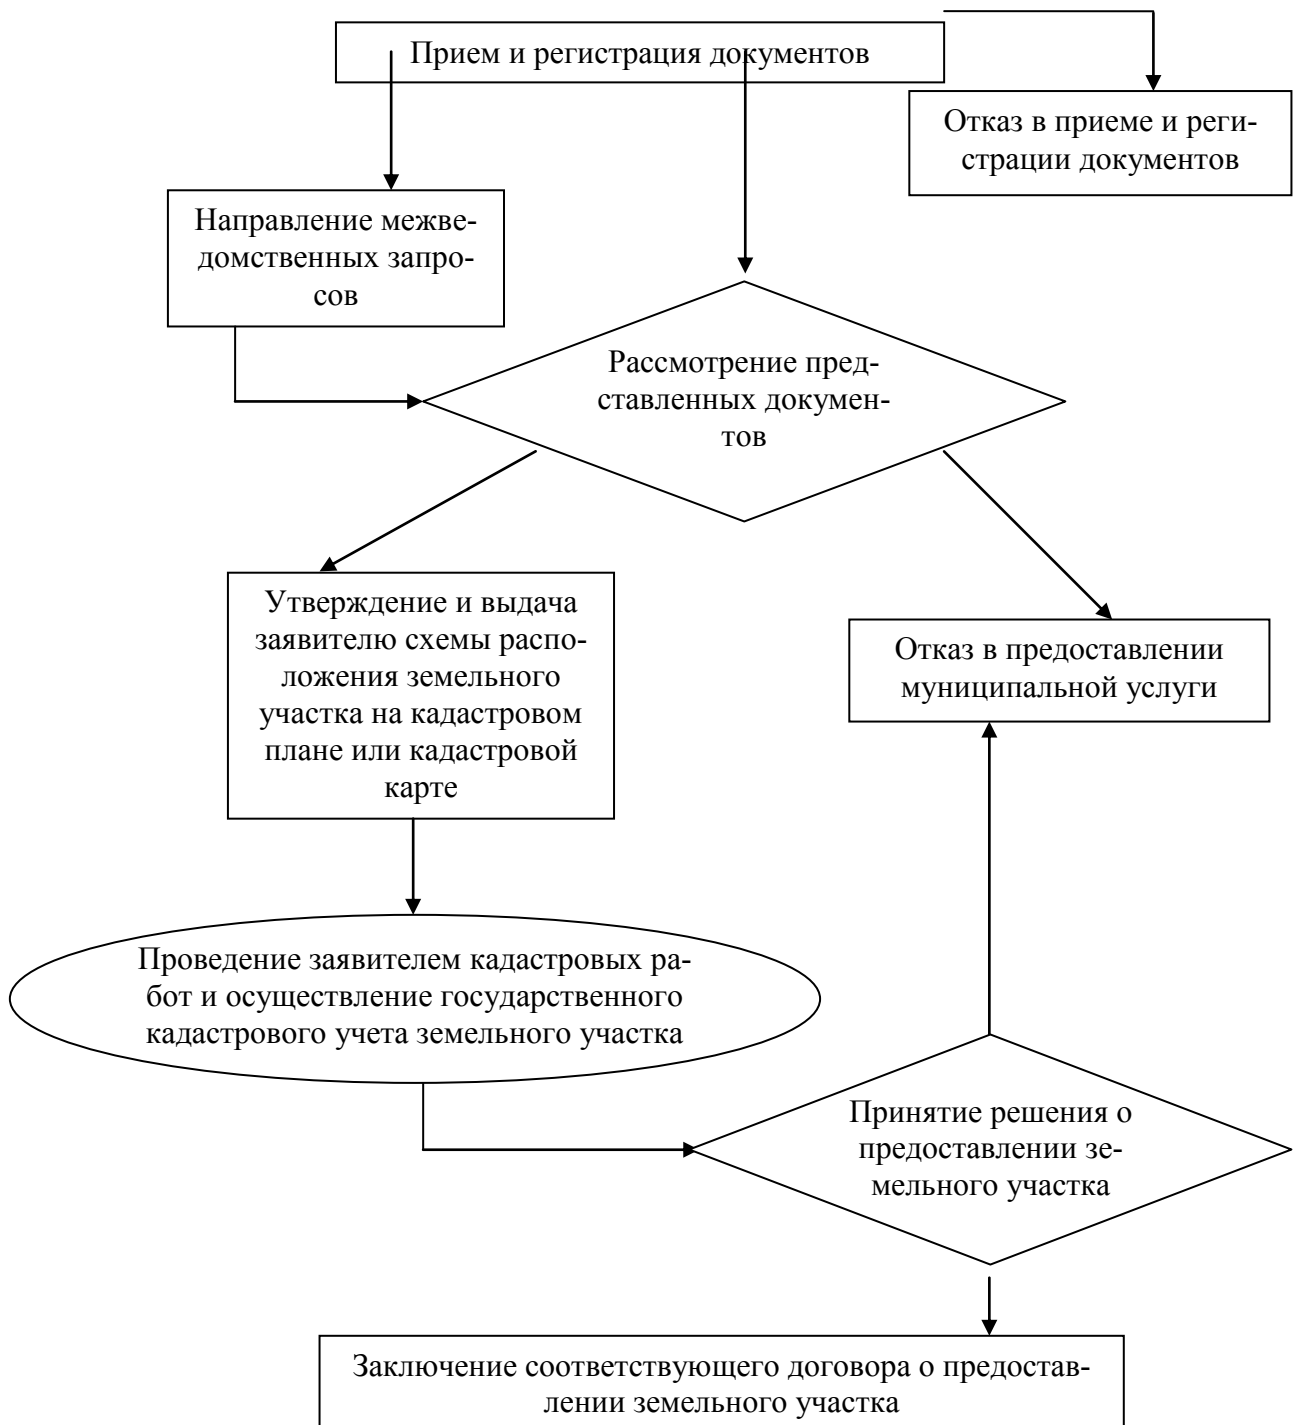 Прием и регистрация документов
Отказ в приеме и реги-
страции документов
Направление межве-
домственных запро-
сов
Рассмотрение пред-
ставленных докумен-
тов
Утверждение и выдача
заявителю схемы распо-
ложения земельного
участка на кадастровом
плане или кадастровой
карте
Отказ в предоставлении
муниципальной услуги
Проведение заявителем кадастровых ра-
бот и осуществление государственного
кадастрового учета земельного участка
Принятие решения о
предоставлении зе-
мельного участка
Заключение соответствующего договора о предостав-
лении земельного участка